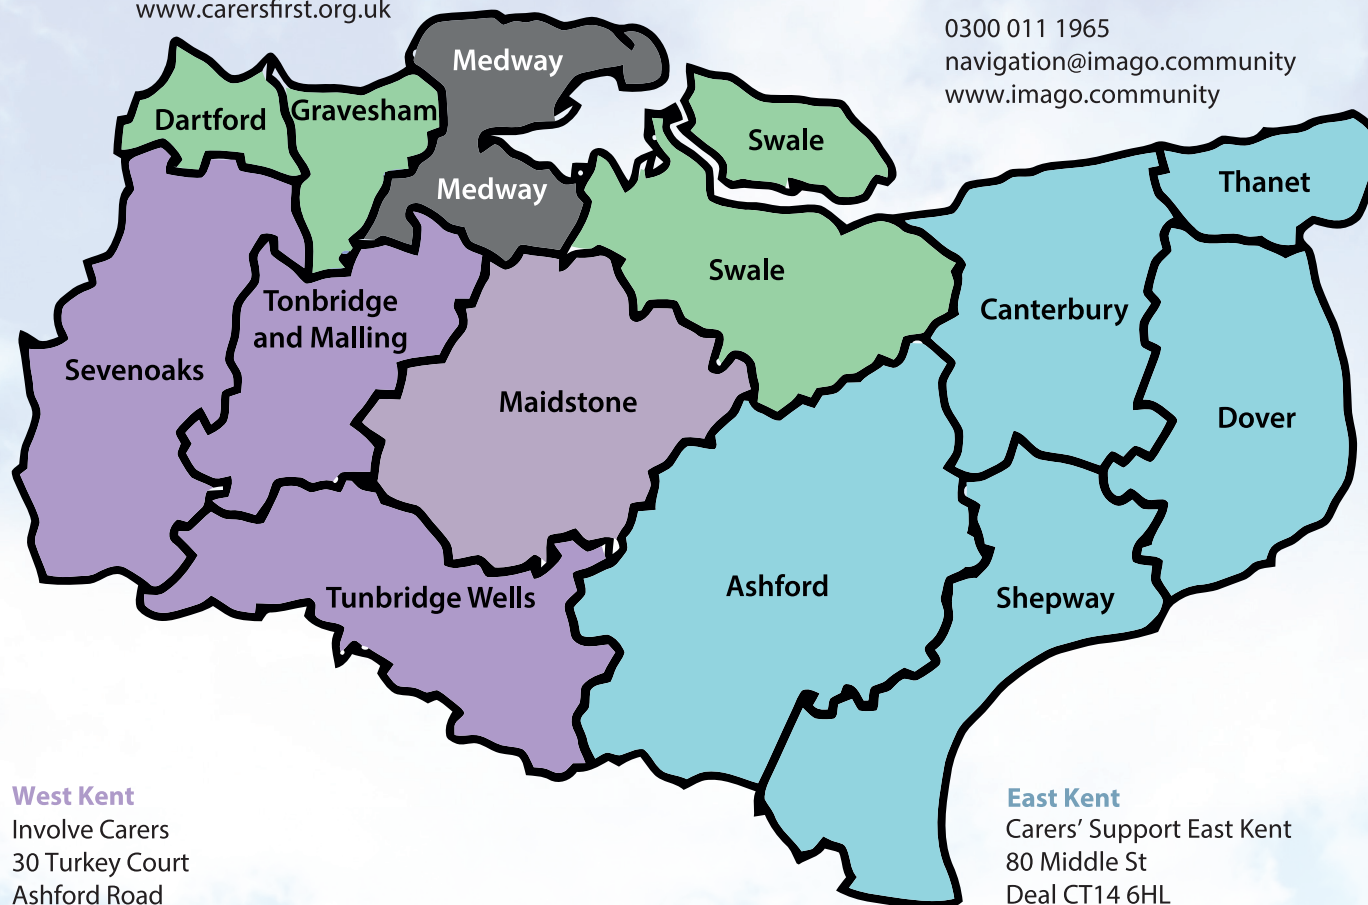 www.carersfirst.org.uk
0300 011 1965
navigation@imago.community
www.imago.community
Medway
Dartford
Gravesham
Swale
Thanet
Medway
Swale
Canterbury
Tonbridge
and Malling
Sevenoaks
Maidstone
Dover
Ashford
Shepway
Tunbridge Wells
West Kent
Involve Carers
30 Turkey Court
Ashford Road
East Kent
Carers’ Support East Kent
80 Middle St
Deal CT14 6HL